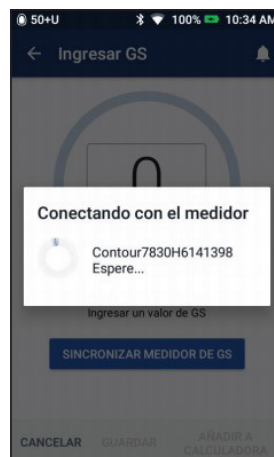 50+U 100% 10:34 AM
Ingresar GS
0
Conectando con el medidor
Contour7830H6141398
Espere...
Ingresar un valor de GS
SINCRONIZAR MEDIDOR DE GS
CANCELAR GUARDAR AÑADIR A
CALCULADORA